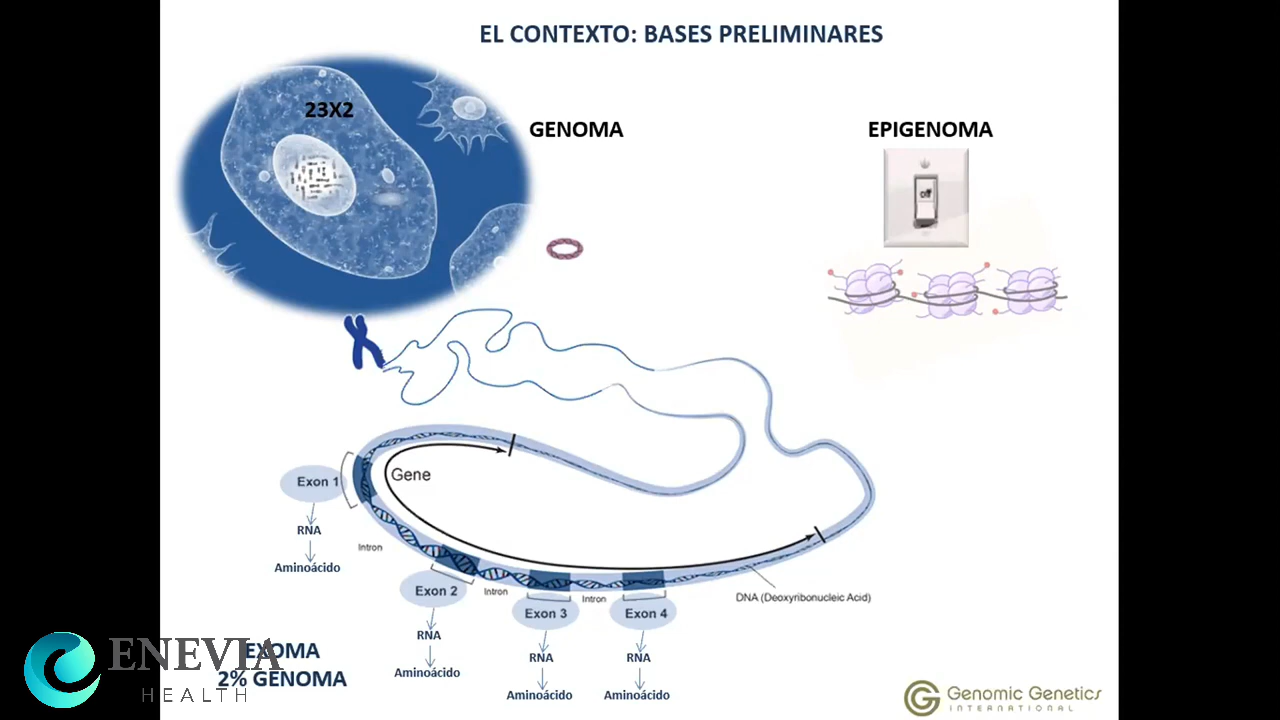 EL CONTEXTO: BASES PRELIMINARES
23X2
GENOMA
EPIGENOMA
Off
Gene
Exon 1
RNA
Aminoácido
Intron
Exon 2
RNA
Aminoácido
Intron
Exon 3
RNA
Aminoácido
Intron
Exon 4
RNA
Aminoácido
DNA (Deoxyribonucleic Acid)
EXOMA
2% GENOMA
ENEVIA
HEALTH
Genomic Genetics
INTERNATIONAL